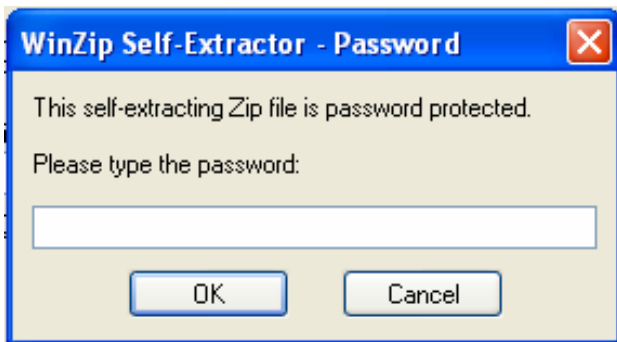 WinZip Self-Extractor - Password
This self-extracting Zip file is password protected.
Please type the password:
OK
Cancel